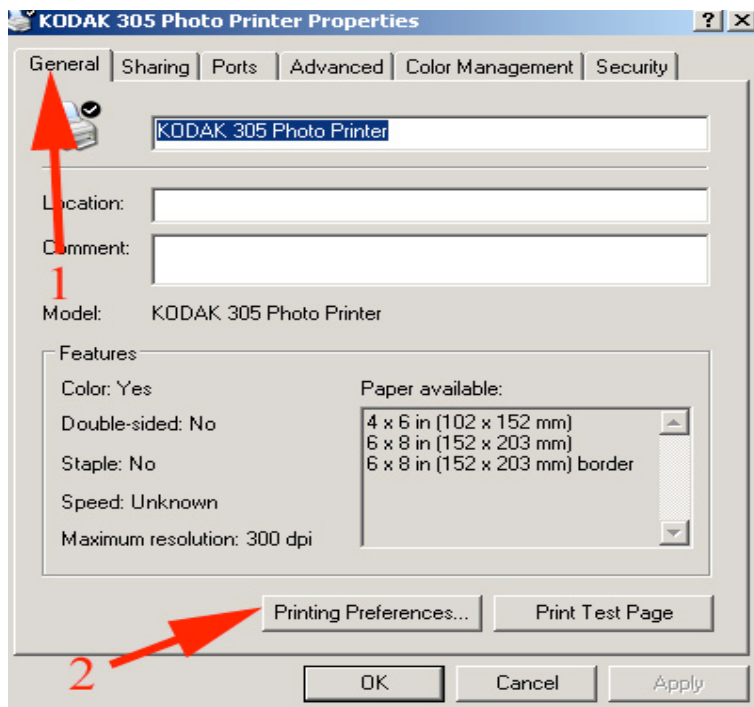 KODAK 305 Photo Printer Properties
? X
General Sharing Ports Advanced Color Management Security
KODAK 305 Photo Printer
Location:
Comment:
1
Model: KODAK 305 Photo Printer
Features
Color: Yes Paper available:
Double-sided: No 4 x 6 in (102 x 152 mm)
6 x 8 in (152 x 203 mm)
Staple: No 6 x 8 in (152 x 203 mm) border
Speed: Unknown
Maximum resolution: 300 dpi
Printing Preferences... Print Test Page
2
OK Cancel Apply